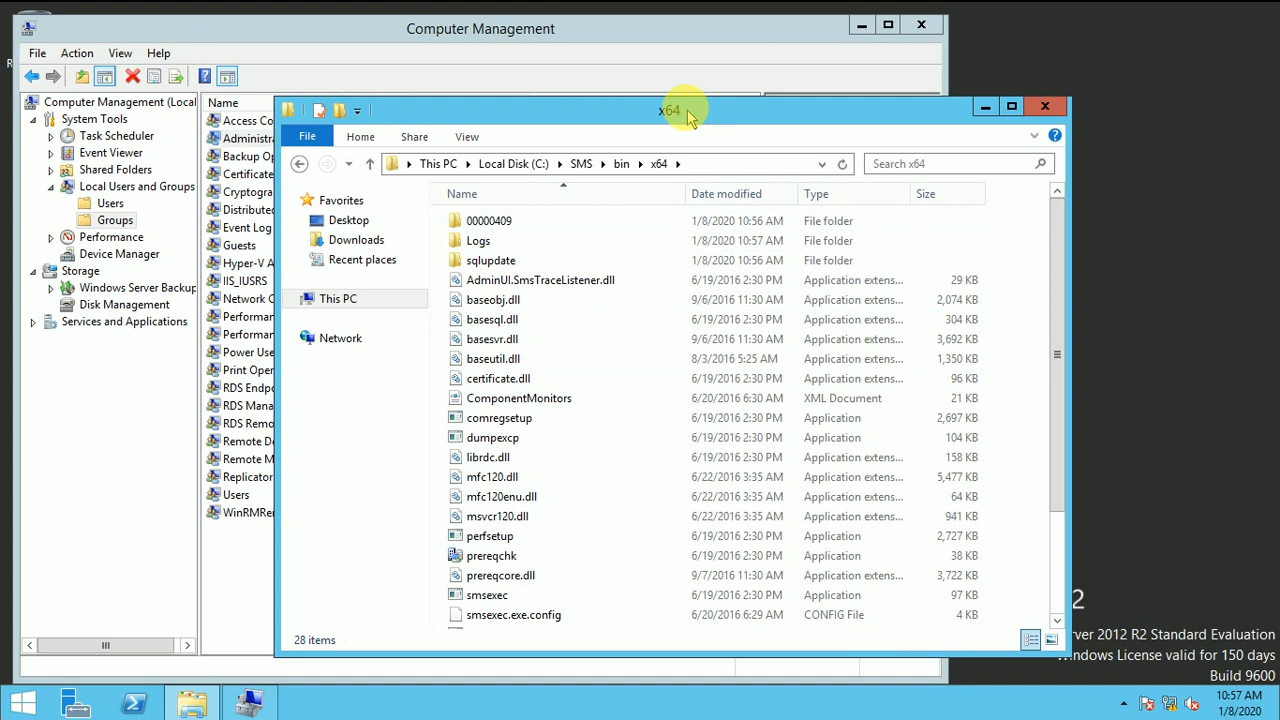 Computer Management
File Action View Help
Computer Management (Local
System Tools
Task Scheduler
Event Viewer
Shared Folders
Local Users and Groups
Users
Groups
Performance
Device Manager
Storage
Windows Server Backup
Disk Management
Services and Applications
Name
Access Co
Administra
Backup Op
Certificate
Cryptogra
Distribute
Event Log
Guests
Hyper-V A
IIS_IUSRS
Network C
Performan
Performan
Power Use
Print Open
RDS Endpo
RDS Mana
RDS Remo
Remote De
Remote M
Replicator
Users
WinRMRen
x64
File Home Share View
This PC Local Disk (C:) SMS bin x64
Search x64
Favorites
Desktop
Downloads
Recent places
This PC
Network
Name Date modified Type Size
00000409 1/8/2020 10:56 AM File folder
Logs 1/8/2020 10:57 AM File folder
sqlupdate 1/8/2020 10:56 AM File folder
AdminUI.SmsTraceListener.dll 6/19/2016 2:30 PM Application extens... 29 KB
baseobj.dll 9/6/2016 11:30 AM Application extens... 2,074 KB
basesql.dll 6/19/2016 2:30 PM Application extens... 304 KB
basesvr.dll 9/6/2016 11:30 AM Application extens... 3,692 KB
baseutil.dll 8/3/2016 5:25 AM Application extens... 1,350 KB
certificate.dll 6/19/2016 2:30 PM Application extens... 96 KB
ComponentMonitors 6/20/2016 6:30 AM XML Document 21 KB
comregsetup 6/19/2016 2:30 PM Application 2,697 KB
dumpexcp 6/19/2016 2:30 PM Application 104 KB
librdc.dll 6/19/2016 2:30 PM Application extens... 158 KB
mfc120.dll 6/22/2016 3:35 AM Application extens... 5,477 KB
mfc120enu.dll 6/22/2016 3:35 AM Application extens... 64 KB
msvcr120.dll 6/22/2016 3:35 AM Application extens... 941 KB
perfsetup 6/19/2016 2:30 PM Application 2,727 KB
prereqchk 6/19/2016 2:30 PM Application 38 KB
prereqcore.dll 9/7/2016 11:30 AM Application extens... 3,722 KB
smsexec 6/19/2016 2:30 PM Application 97 KB
smsexec.exe.config 6/20/2016 6:29 AM CONFIG File 4 KB
28 items
2
rver 2012 R2 Standard Evaluation
Windows License valid for 150 days
Build 9600
10:57 AM
1/8/2020